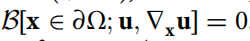 ℬ[𝐱 ∈ ∂Ω; 𝐮, ∇ₓ𝐮] = 0